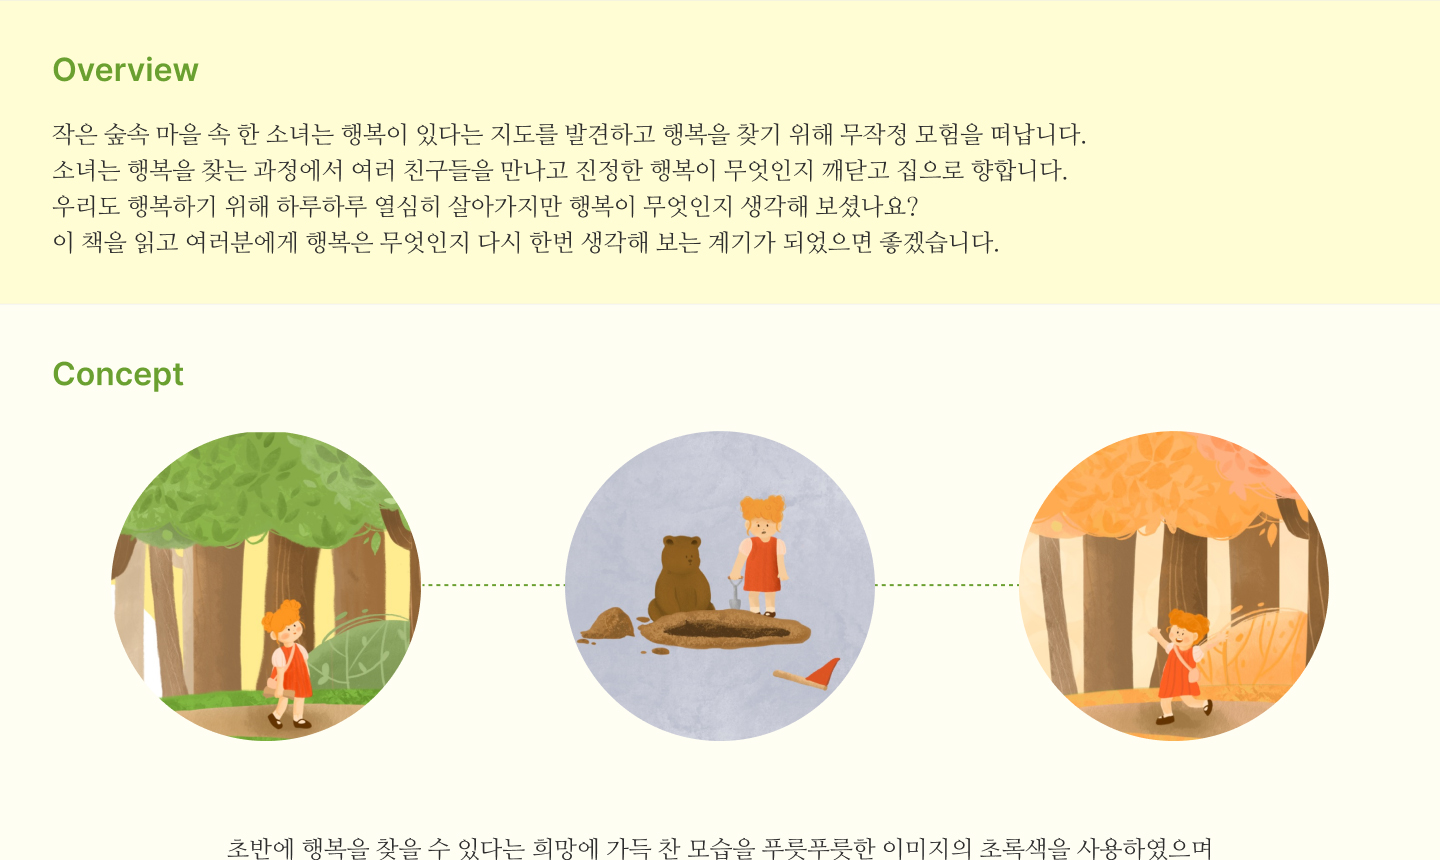 Overview
작은 숲속 마을 속 한 소녀는 행복이 있다는 지도를 발견하고 행복을 찾기 위해 무작정 모험을 떠납니다.
소녀는 행복을 찾는 과정에서 여러 친구들을 만나고 진정한 행복이 무엇인지 깨닫고 집으로 향합니다.
우리도 행복하기 위해 하루하루 열심히 살아가지만 행복이 무엇인지 생각해 보셨나요?
이 책을 읽고 여러분에게 행복은 무엇인지 다시 한번 생각해 보는 계기가 되었으면 좋겠습니다.
Concept
초반에 행복을 찾을 수 있다는 희망에 가득 찬 모습을 푸릇푸릇한 이미지의 초록색을 사용하였으며